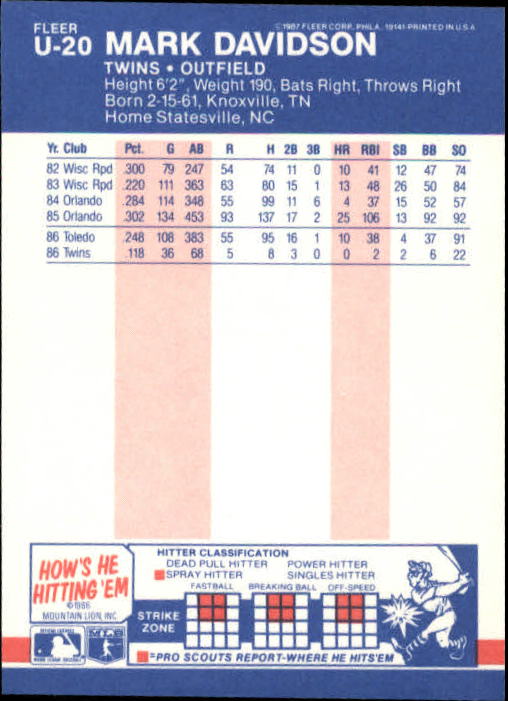 FLEER
U-20 MARK DAVIDSON
© 1987 FLEER CORP., PHILA. 19141-PRINTED IN U.S.A
TWINS • OUTFIELD
Height 6'2", Weight 190, Bats Right, Throws Right
Born 2-15-61, Knoxville, TN
Home Statesville, NC
Yr. Club Pct. G AB R H 2B 3B HR RBI SB BB SO
82 Wisc Rpd .300 79 247 54 74 11 0 10 41 12 47 74
83 Wisc Rpd .220 111 363 63 80 15 1 13 48 26 50 84
84 Orlando .284 114 348 55 99 11 6 4 37 15 52 57
85 Orlando .302 134 453 93 137 17 2 25 106 13 92 92
86 Toledo .248 108 383 55 95 16 1 10 38 4 37 91
86 Twins .118 36 68 5 8 3 0 0 2 2 6 22
HOW'S HE
HITTING 'EM
© 1986
MOUNTAIN LION, INC
HITTER CLASSIFICATION
DEAD PULL HITTER POWER HITTER
SPRAY HITTER SINGLES HITTER
FASTBALL BREAKING BALL OFF-SPEED
STRIKE
ZONE
=PRO SCOUTS REPORT-WHERE HE HITS'EM